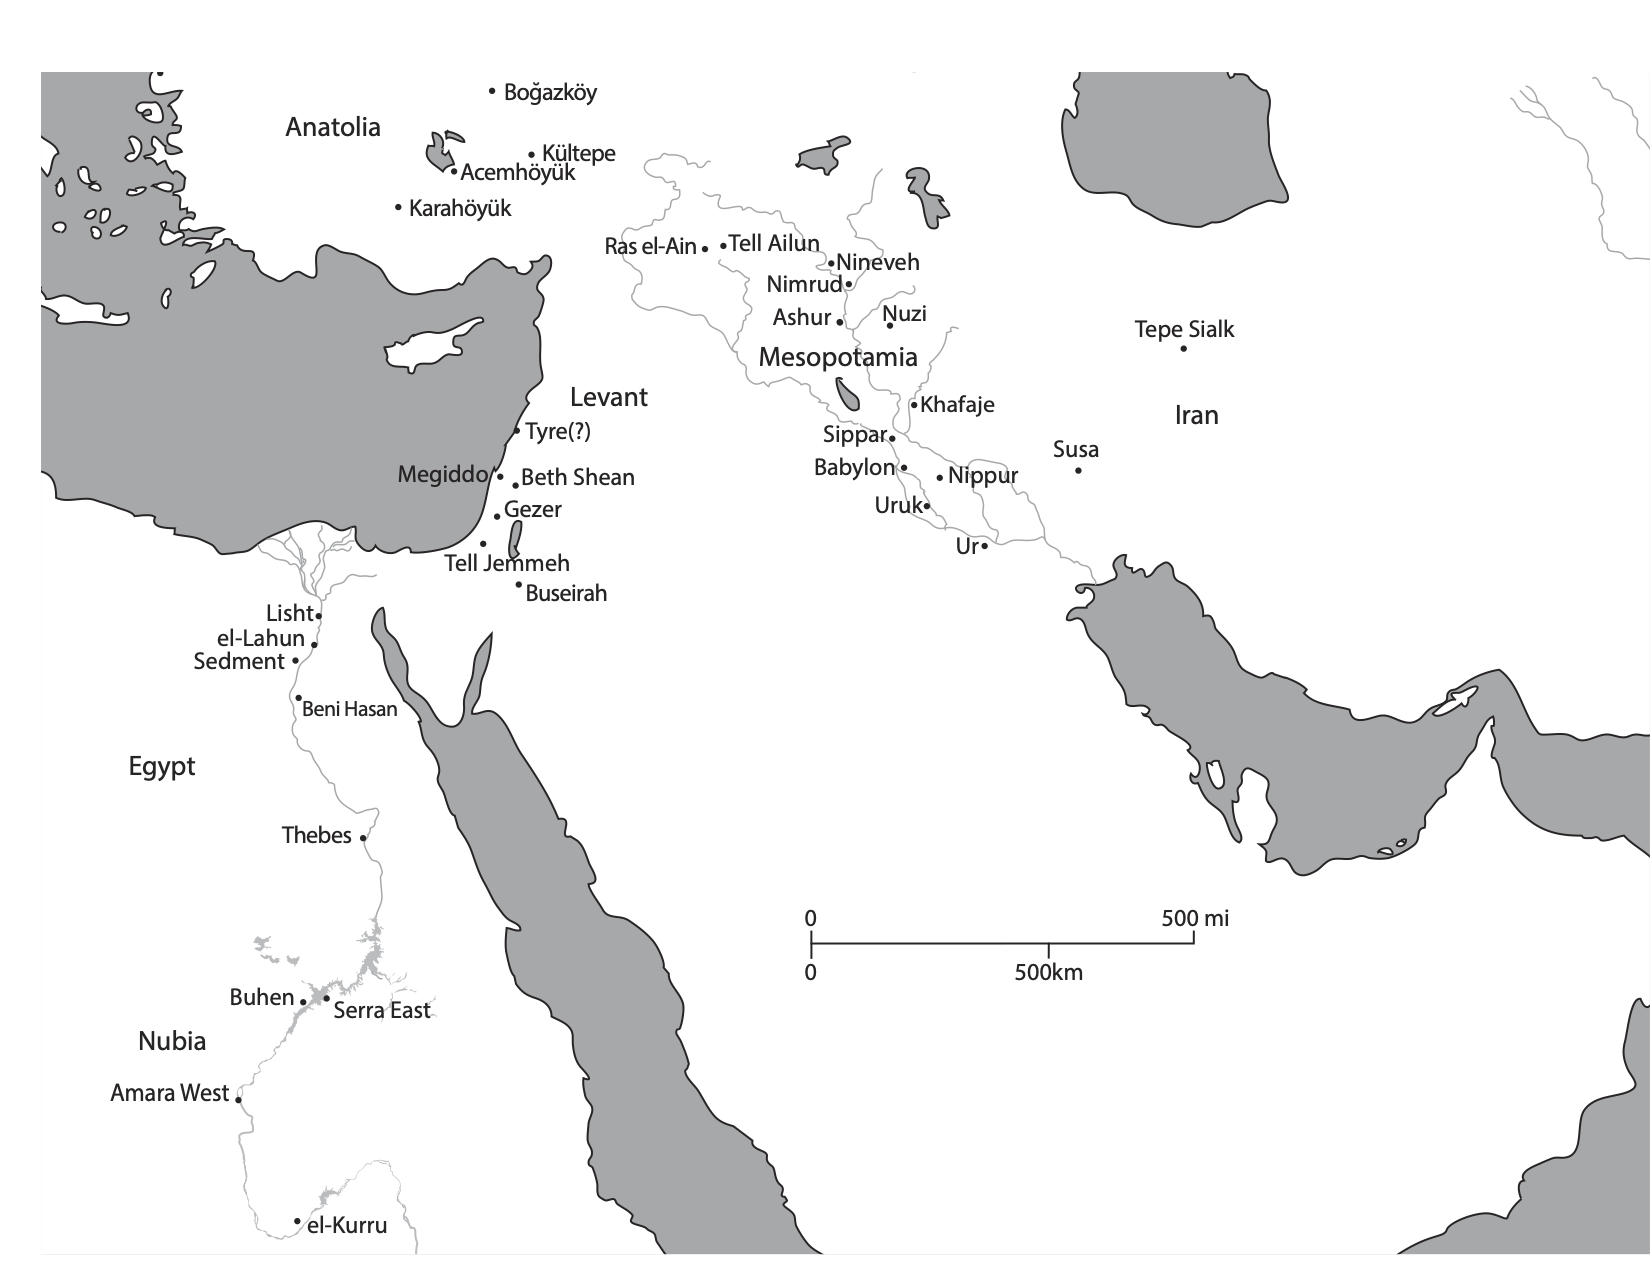 Boğazköy
Anatolia
Kültepe
Acemhöyük
Karahöyük
Ras el-Ain
Tell Ailun
Nineveh
Nimrud
Ashur
Nuzi
Tepe Sialk
Mesopotamia
Levant
Khafaje
Iran
Tyre(?)
Sippar
Susa
Megiddo
Beth Shean
Babylon
Nippur
Gezer
Uruk
Ur
Tell Jemmeh
Buseirah
Lisht
el-Lahun
Sedment
Beni Hasan
Egypt
Thebes
0
500 mi
0
500km
Buhen
Serra East
Nubia
Amara West
el-Kurru